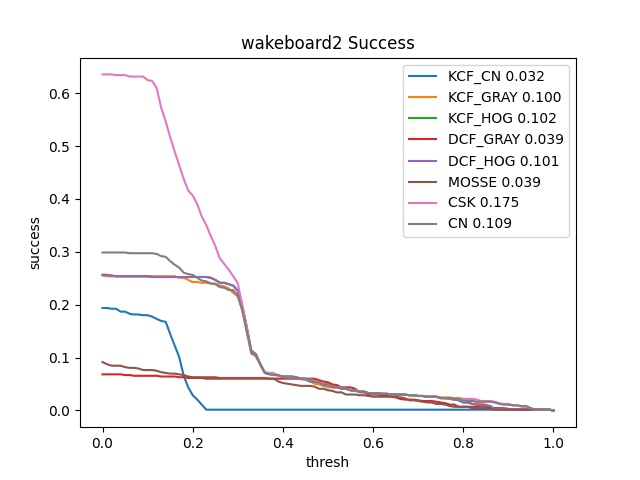 wakeboard2 Success
KCF_CN 0.032
KCF_GRAY 0.100
KCF_HOG 0.102
DCF_GRAY 0.039
DCF_HOG 0.101
MOSSE 0.039
CSK 0.175
CN 0.109
success
0.6
0.5
0.4
0.3
0.2
0.1
0.0
0.0 0.2 0.4 0.6 0.8 1.0
thresh